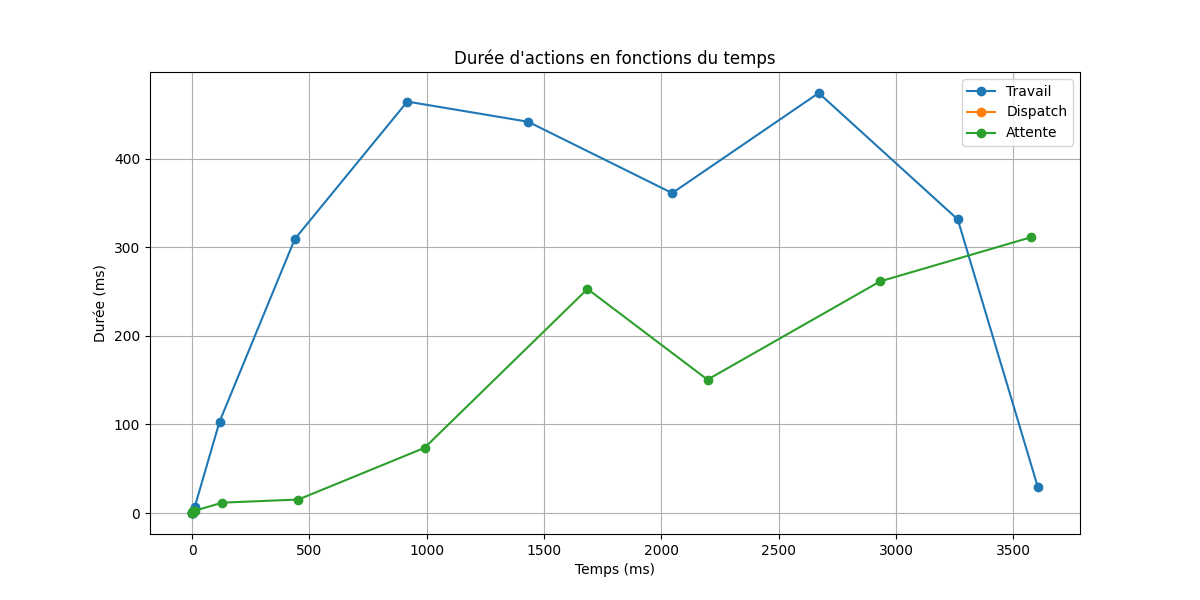 Durée d'actions en fonctions du temps
Travail
Dispatch
Attente
Durée (ms)
400
300
200
100
0
0 500 1000 1500 2000 2500 3000 3500
Temps (ms)